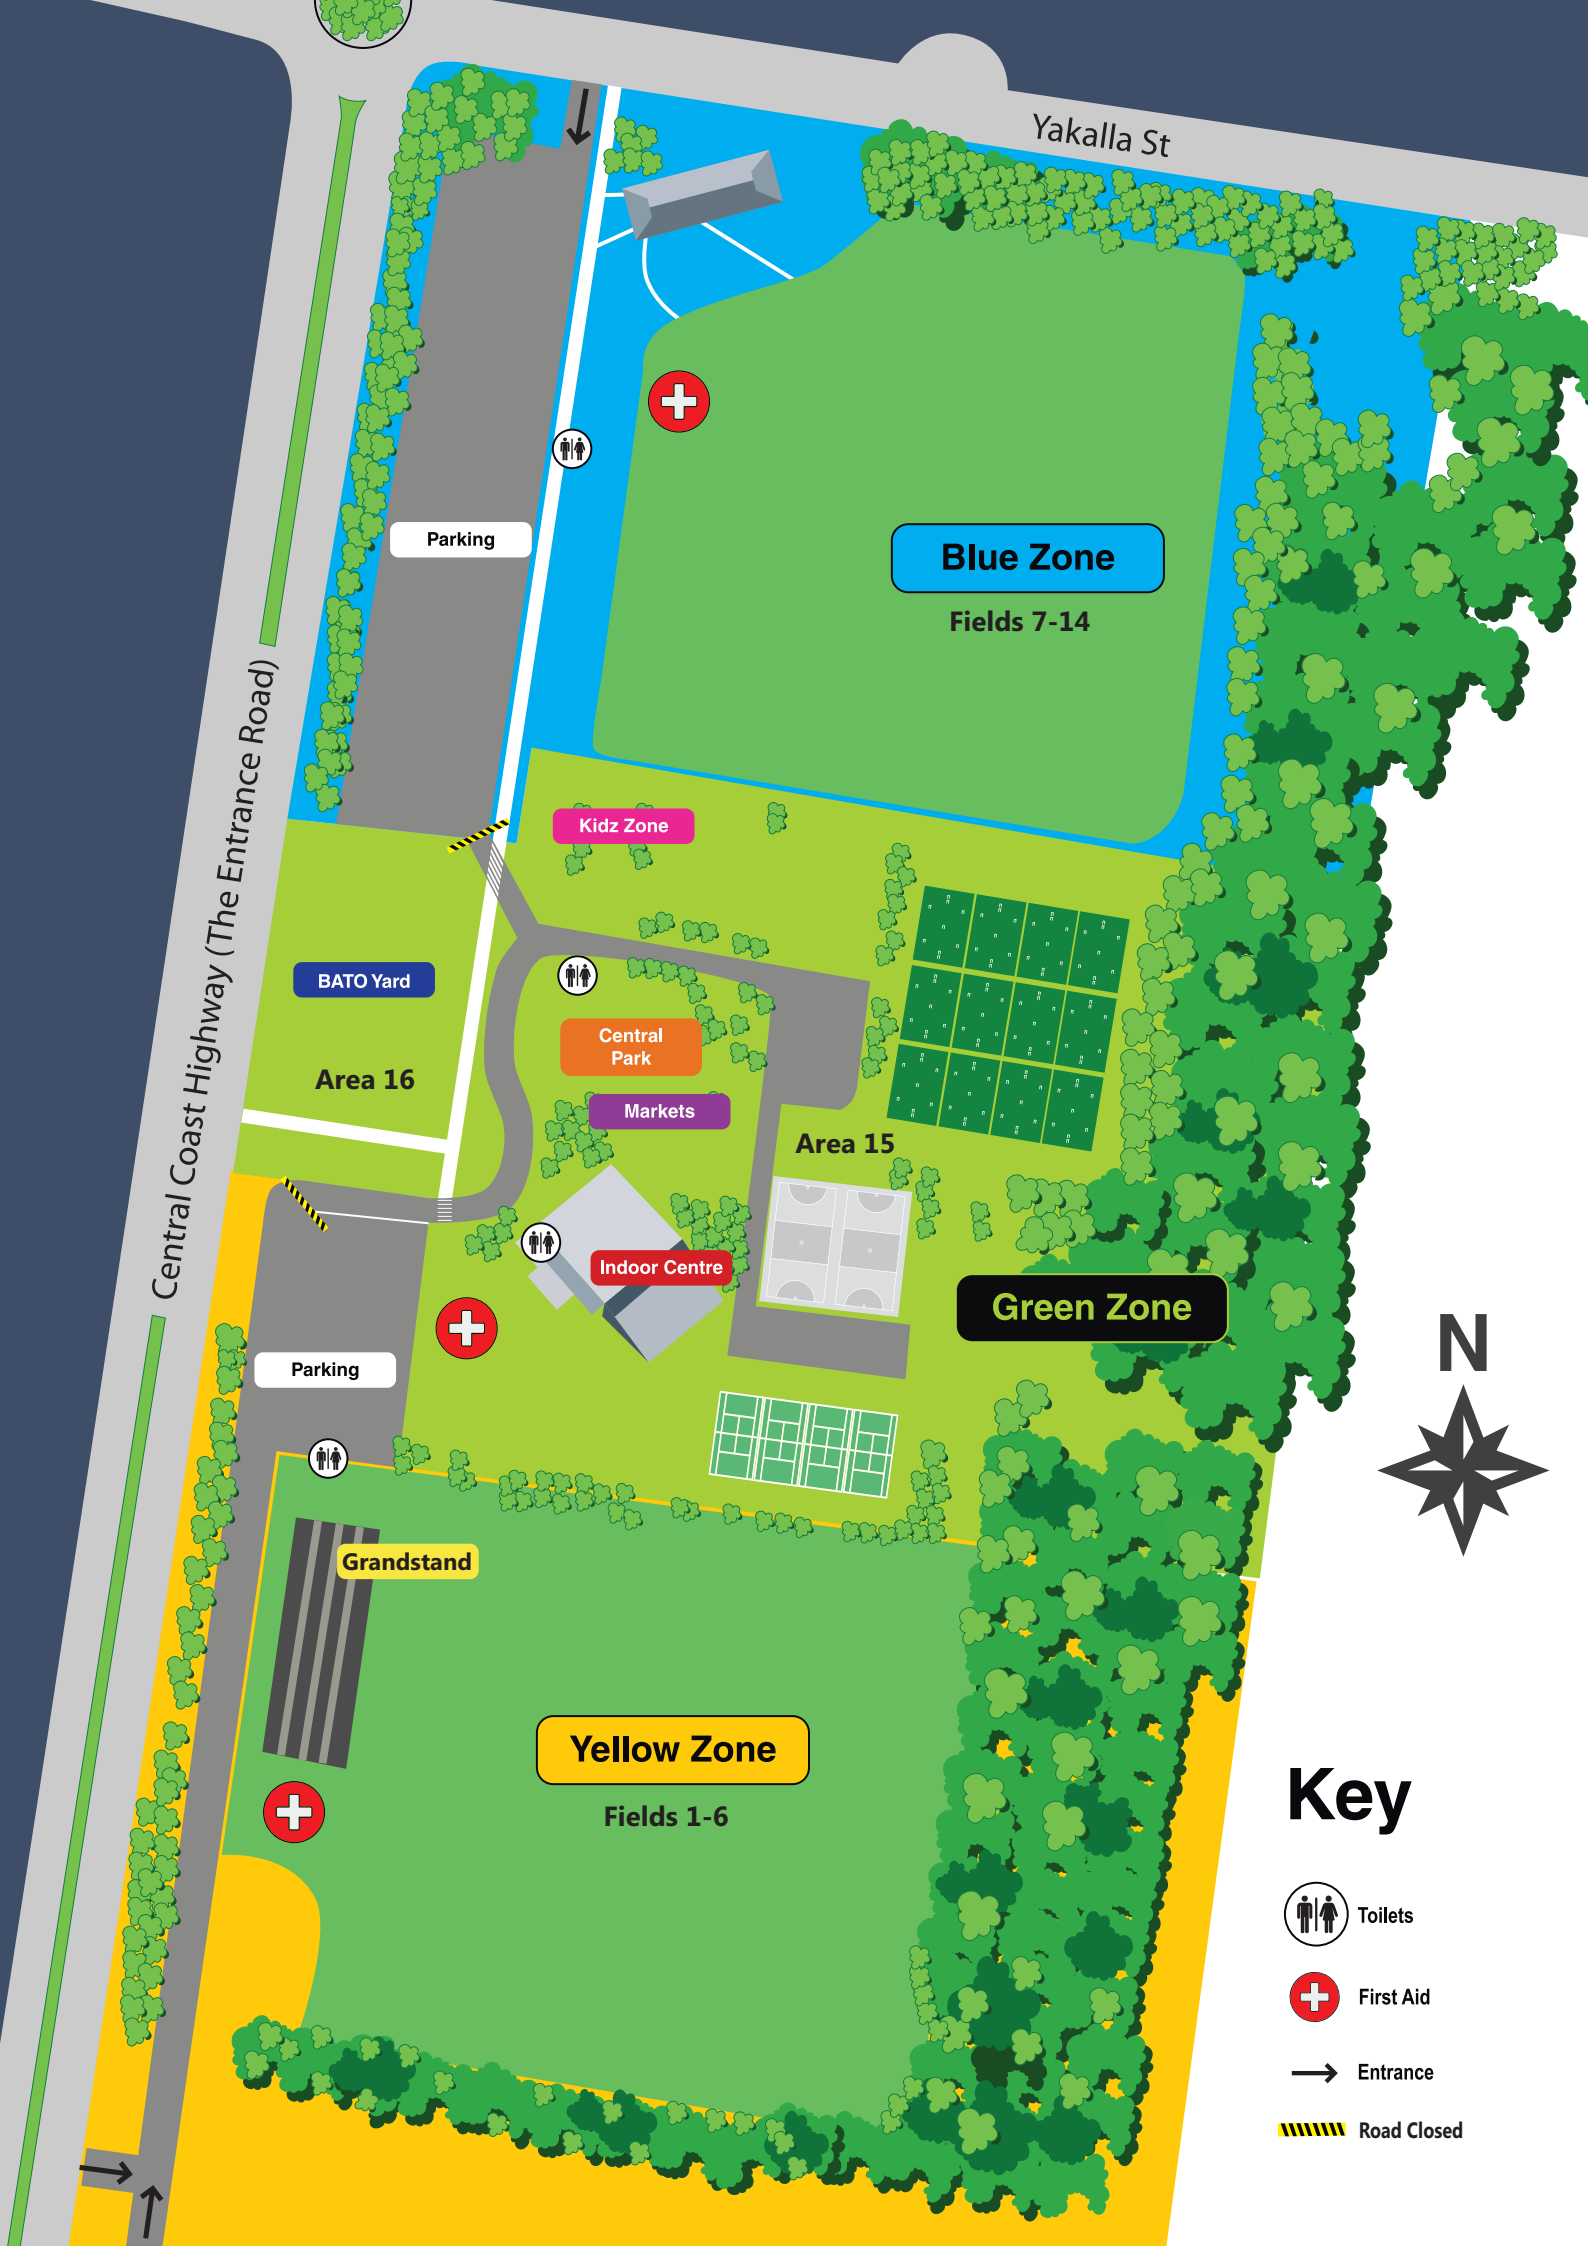 Yakalla St
Parking
Blue Zone
Fields 7-14
Central Coast Highway (The Entrance Road)
Kidz Zone
BATO Yard
Central
Park
Area 16
Markets
Area 15
Indoor Centre
Green Zone
N
Parking
Grandstand
Yellow Zone
Fields 1-6
Key
Toilets
First Aid
Entrance
Road Closed